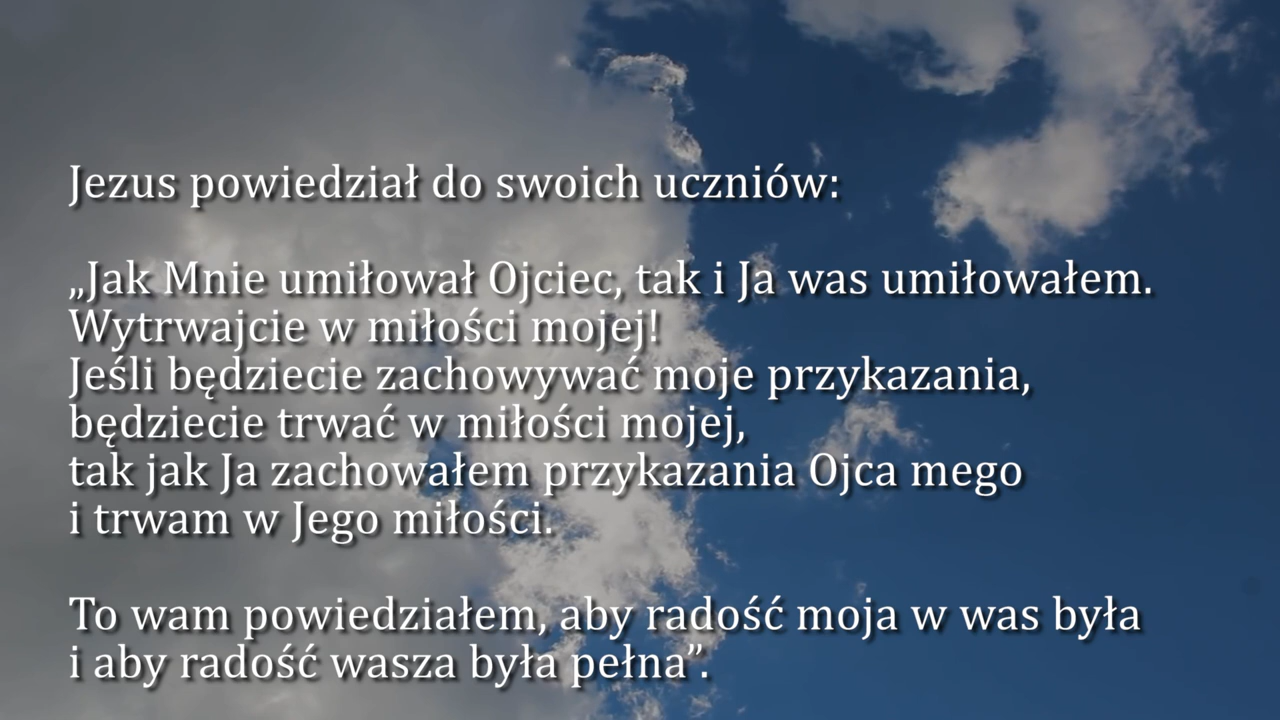 Jezus powiedział do swoich uczniów:
„Jak Mnie umiłował Ojciec, tak i Ja was umiłowałem.
Wytrwajcie w miłości mojej!
Jeśli będziecie zachowywać moje przykazania,
będziecie trwać w miłości mojej,
tak jak Ja zachowałem przykazania Ojca mego
i trwam w Jego miłości.
To wam powiedziałem, aby radość moja w was była
i aby radość wasza była pełna”.